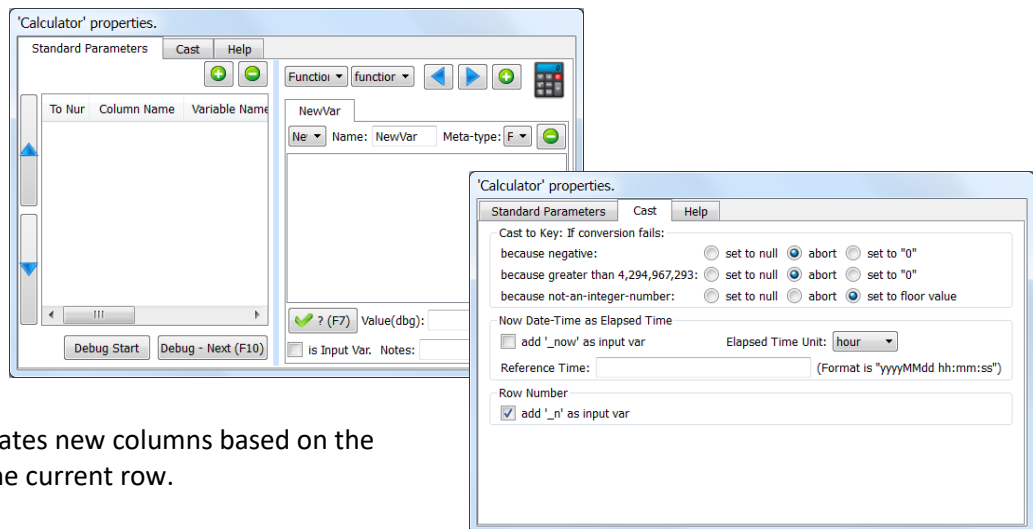 'Calculator' properties.
Standard Parameters Cast Help
To Nur Column Name Variable Name
Debug Start Debug - Next (F10)
Functior functior
NewVar
Ne Name: NewVar Meta-type: F
? (F7) Value(dbg):
is Input Var. Notes:
'Calculator' properties.
Standard Parameters Cast Help
Cast to Key: If conversion fails:
because negative: set to null abort set to "0"
because greater than 4,294,967,293: set to null abort set to "0"
because not-an-integer-number: set to null abort set to floor value
Now Date-Time as Elapsed Time
add '_now' as input var Elapsed Time Unit: hour
Reference Time: (Format is "yyyyMMdd hh:mm:ss")
Row Number
add '_n' as input var
ates new columns based on the
ne current row.